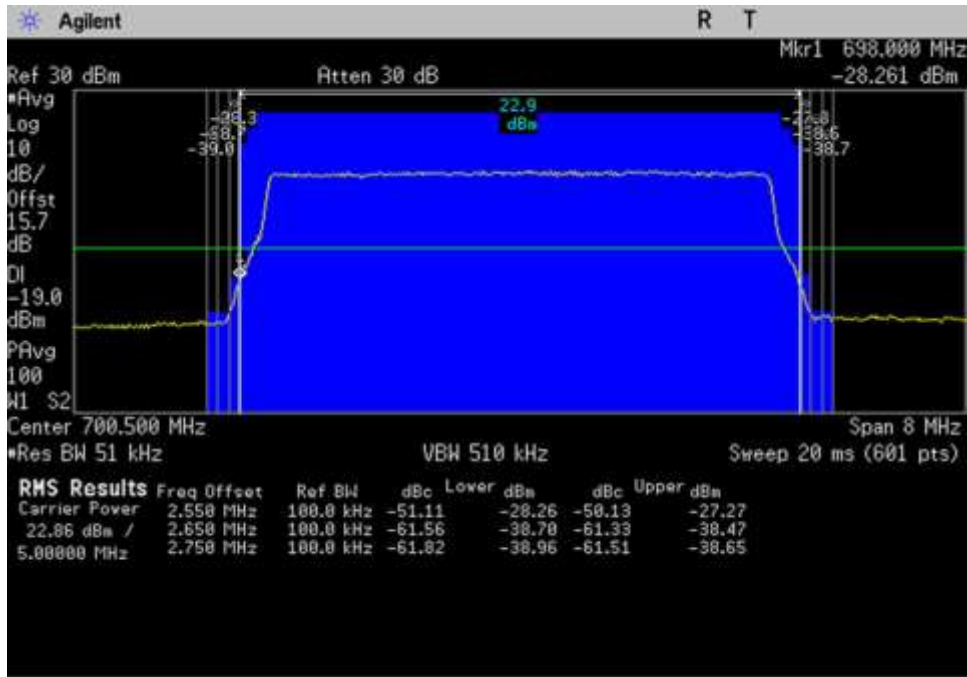 Agilent R T
Mkr1 698.000 MHz
Ref 30 dBm Atten 30 dB -28.261 dBm
*Avg
Log
10
dB/
Offst
15.7
dB
DI
-19.0
dBm
PAvg
100
W1 S2
22.9
dBm
-28.3
-39.0
-38.6
-38.7
Center 700.500 MHz Span 8 MHz
*Res BW 51 kHz VBW 510 kHz Sweep 20 ms (601 pts)
RMS Results Freq Offset Ref BW dBc Lower dBm dBc Upper dBm
Carrier Power 2.550 MHz 100.0 kHz -51.11 -28.26 -50.13 -27.27
22.86 dBm / 2.650 MHz 100.0 kHz -61.56 -38.70 -61.33 -38.47
5.00000 MHz 2.750 MHz 100.0 kHz -61.82 -38.96 -61.51 -38.65